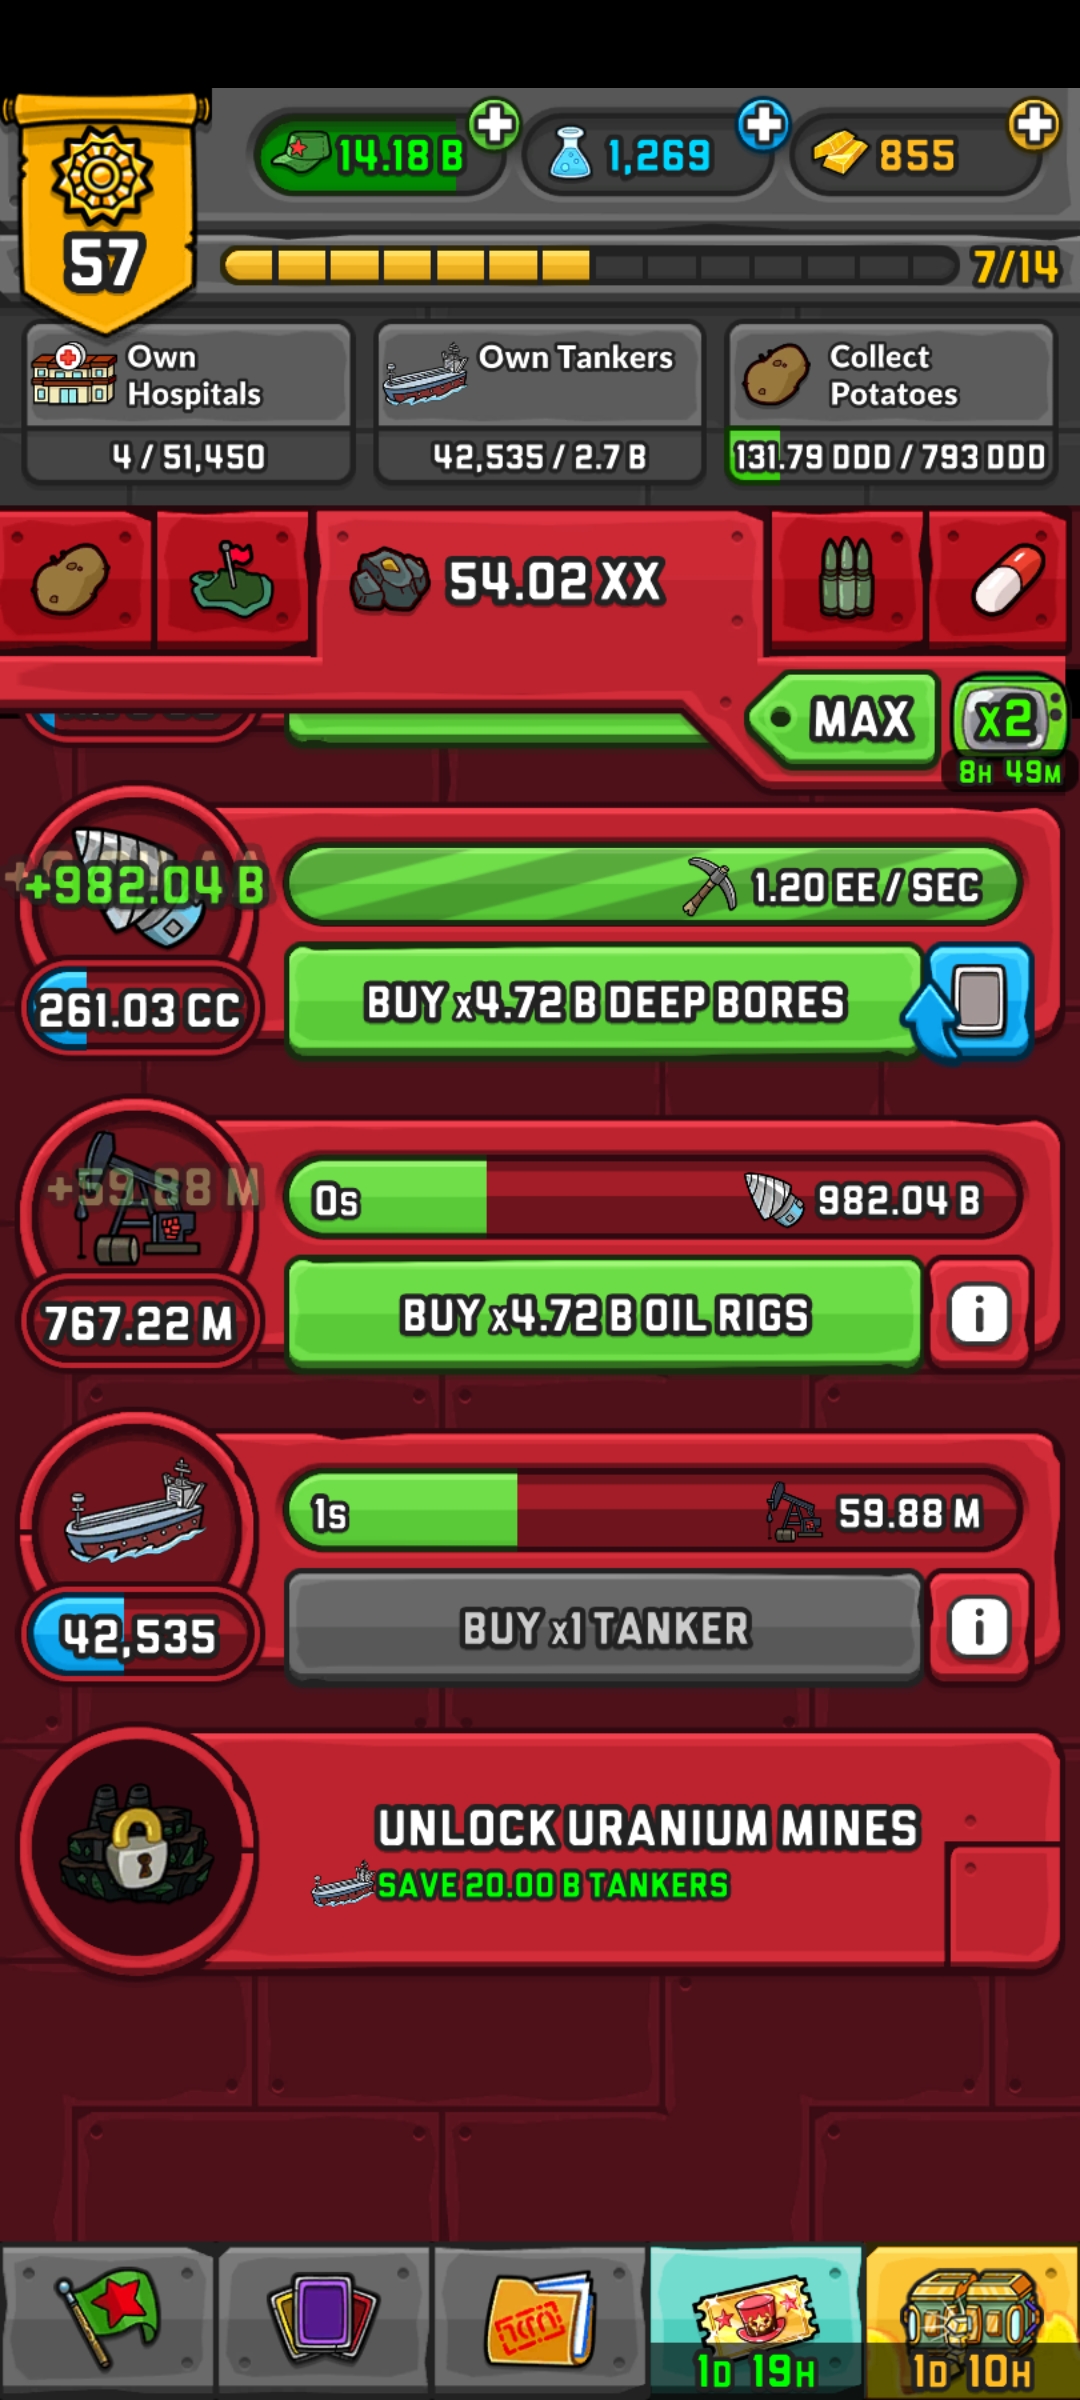 14.18 B
1,269
855
57
7/14
Own
Hospitals
4 / 51,450
Own Tankers
42,535 / 2.7 B
Collect
Potatoes
131.79 DDD / 793 DDD
54.02 XX
MAX
x2
8H 49M
+982.04 B
1.20 EE / SEC
261.03 CC
BUY x4.72 B DEEP BORES
+59.88 M
0s
982.04 B
767.22 M
BUY x4.72 B OIL RIGS
i
1s
59.88 M
42,535
BUY x1 TANKER
i
UNLOCK URANIUM MINES
SAVE 20.00 B TANKERS
1D 19H
1D 10H